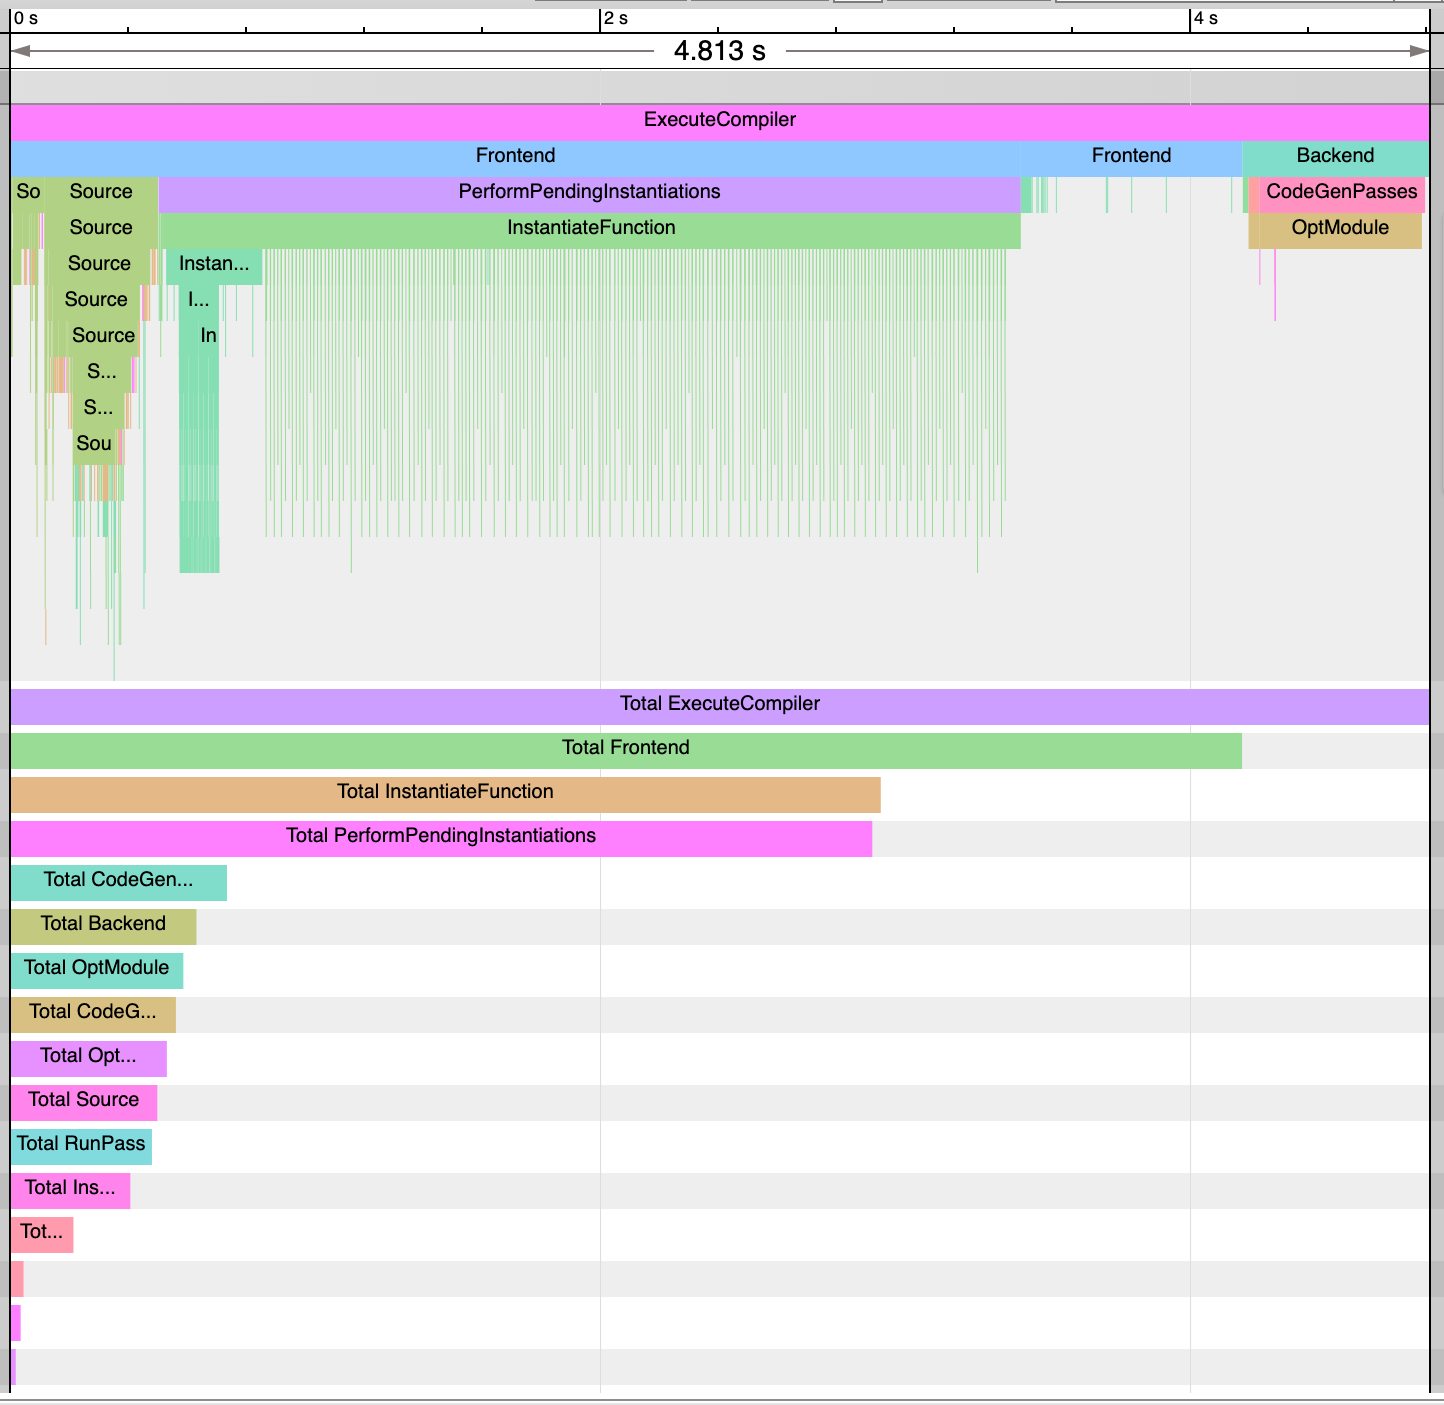 0 s
2 s
4 s
4.813 s
ExecuteCompiler
Frontend
Frontend
Backend
So
Source
PerformPendingInstantiations
CodeGenPasses
Source
InstantiateFunction
OptModule
Source
Instan...
Source
I...
Source
In
S...
S...
Sou
Total ExecuteCompiler
Total Frontend
Total InstantiateFunction
Total PerformPendingInstantiations
Total CodeGen...
Total Backend
Total OptModule
Total CodeG...
Total Opt...
Total Source
Total RunPass
Total Ins...
Tot...